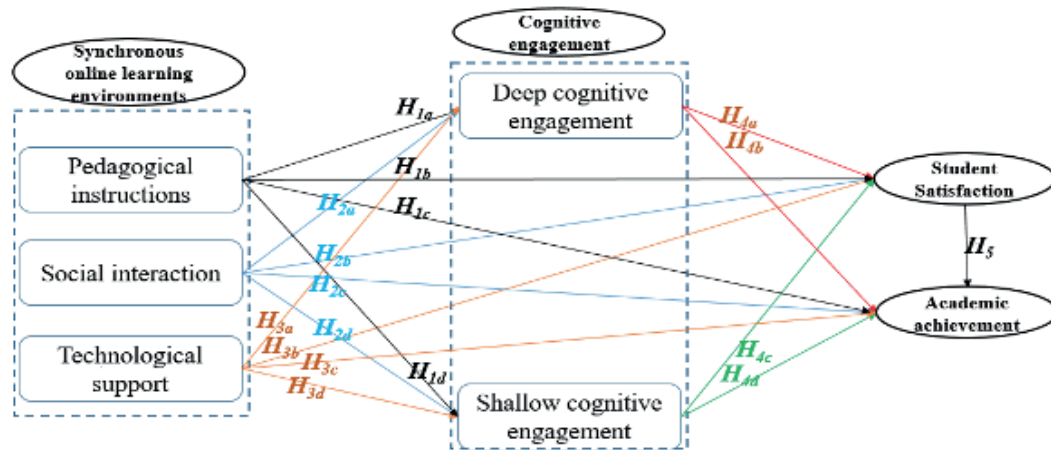 Synchronous
online learning
environments
Cognitive
engagement
Pedagogical
instructions
Social interaction
Technological
support
Deep cognitive
engagement
Shallow cognitive
engagement
Student
Satisfaction
Academic
achievement
H1a
H1b
H1c
H1d
H2a
H2b
H2c
H2d
H3a
H3b
H3c
H3d
H4a
H4b
H4c
H4d
H5